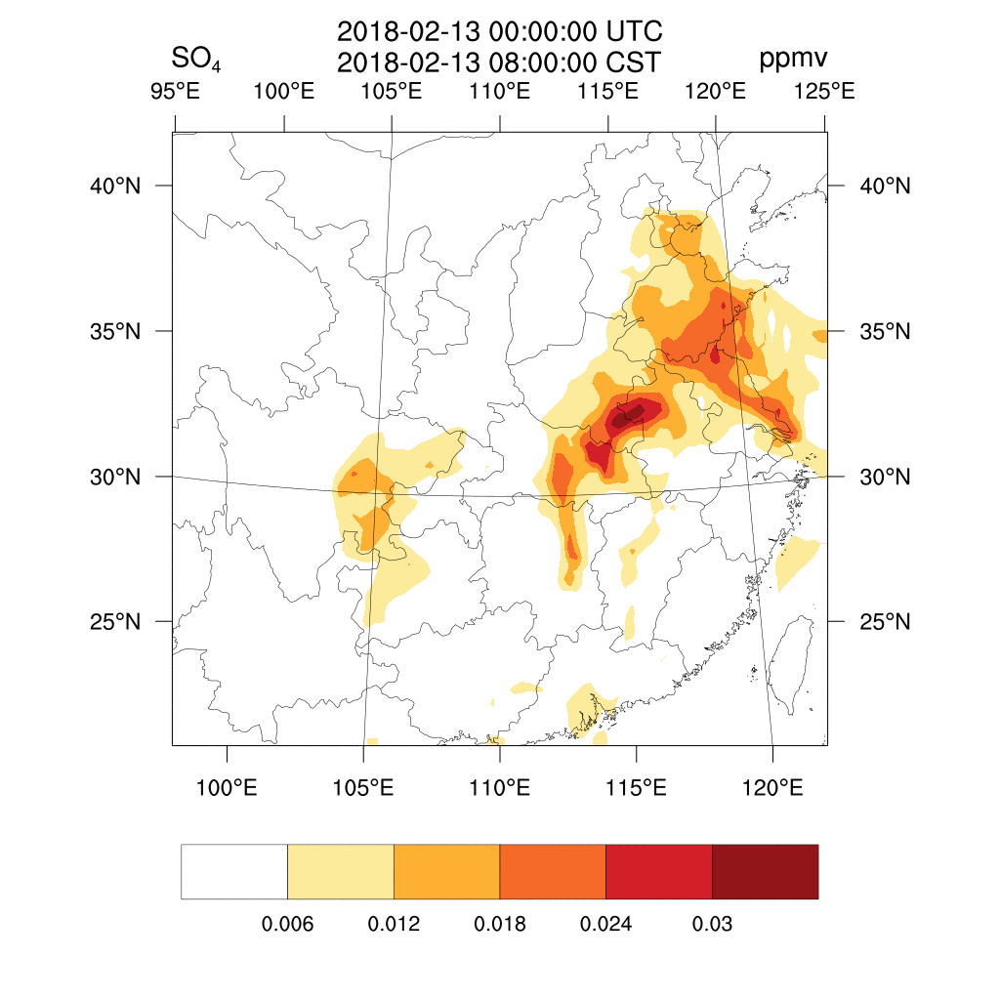 2018-02-13 00:00:00 UTC
SO₄ 2018-02-13 08:00:00 CST ppmv
95°E 100°E 105°E 110°E 115°E 120°E 125°E
40°N 40°N
35°N 35°N
30°N 30°N
25°N 25°N
100°E 105°E 110°E 115°E 120°E
0.006 0.012 0.018 0.024 0.03